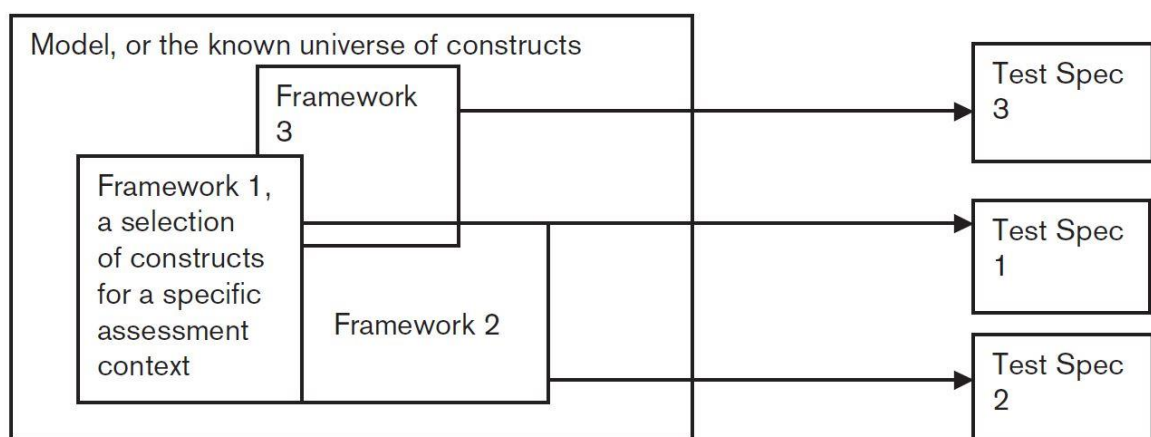 Model, or the known universe of constructs
Framework
3
Framework 1,
a selection
of constructs
for a specific
assessment
context
Framework 2
Test Spec
3
Test Spec
1
Test Spec
2